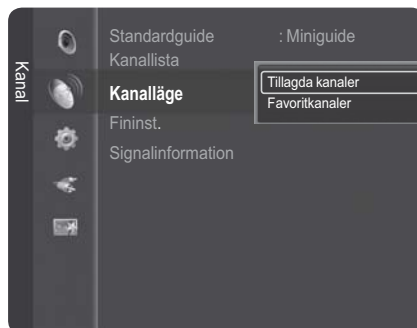 Kanal
Standardguide : Miniguide
Kanallista
Kanalläge
Tillagda kanaler
Favoritkanaler
Fininst.
Signalinformation